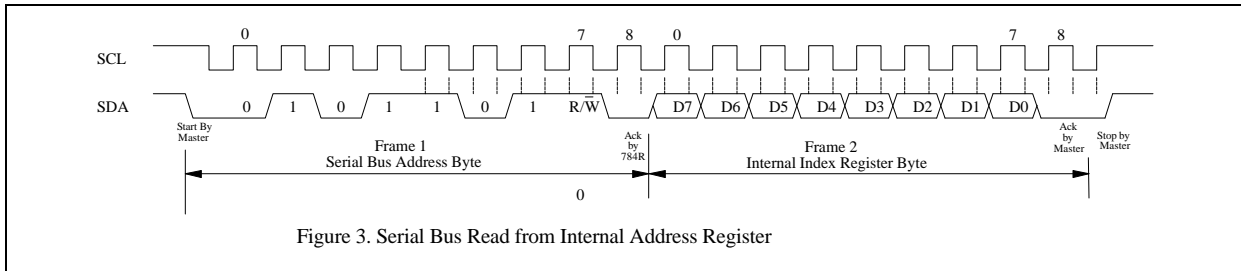 0 7 8 0 7 8
SCL
SDA 0 1 0 1 1 0 1 R/W̅ D7 D6 D5 D4 D3 D2 D1 D0
Start By
Master
Ack
by
784R
Ack
by
Master
Stop by
Master
Frame 1
Serial Bus Address Byte
Frame 2
Internal Index Register Byte
0
Figure 3. Serial Bus Read from Internal Address Register